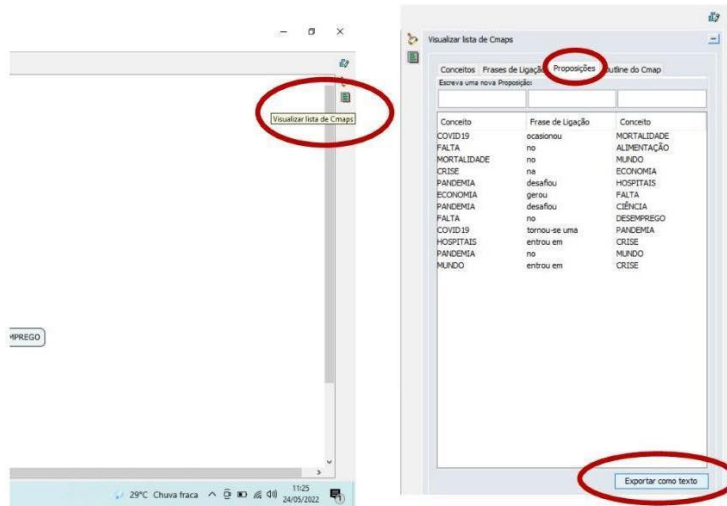 Visualizar lista de Cmaps
MPREGO
29°C Chuva fraca
11:25
24/05/2022
Visualizar lista de Cmaps
Conceitos Frases de Ligação Proposições Outline do Cmap
Escreva uma nova Proposição:
Conceito Frase de Ligação Conceito
COVID19 ocasionou MORTALIDADE
FALTA no ALIMENTAÇÃO
MORTALIDADE no MUNDO
CRISE na ECONOMIA
PANDEMIA desafiou HOSPITAIS
ECONOMIA gerou FALTA
PANDEMIA desafiou CIÊNCIA
FALTA no DESEMPREGO
COVID19 tornou-se uma PANDEMIA
HOSPITAIS entrou em CRISE
PANDEMIA no MUNDO
MUNDO entrou em CRISE
Exportar como texto